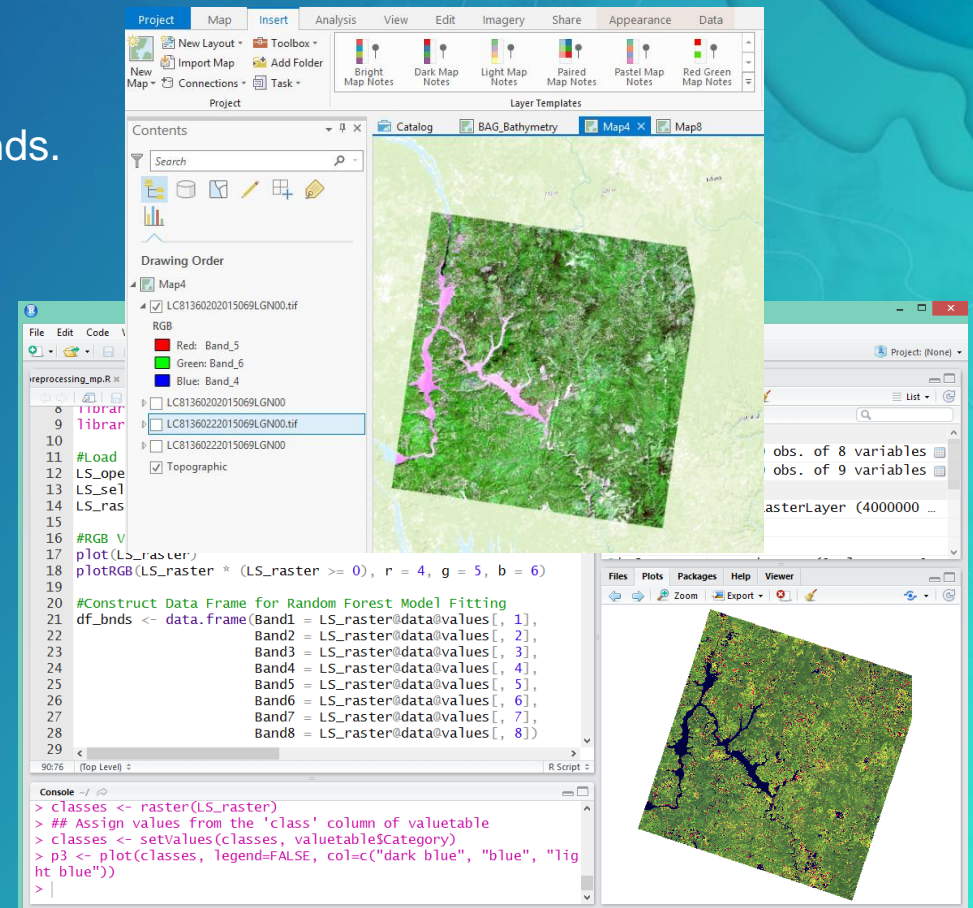 nds.
Project Map Insert Analysis View Edit Imagery Share Appearance Data
New Map
New Layout
Import Map
Connections
Toolbox
Add Folder
Task
Project
Bright Map Notes
Dark Map Notes
Light Map Notes
Paired Map Notes
Pastel Map Notes
Red Green Map Notes
Layer Templates
Contents
Catalog BAG_Bathymetry Map4 Map8
Search
Drawing Order
Map4
LC81360202015069LGN00.tif
RGB
Red: Band_5
Green: Band_6
Blue: Band_4
LC81360202015069LGN00
LC81360222015069LGN00.tif
LC81360222015069LGN00
Topographic
File Edit Code V
Project: (None)
reprocessing_mp.R
List
8 librar
9 librar
10
11 #Load
12 LS_ope
13 LS_sel
14 LS_ras
15
16 #RGB V
17 plot(LS_raster)
18 plotRGB(LS_raster * (LS_raster >= 0), r = 4, g = 5, b = 6)
19
20 #Construct Data Frame for Random Forest Model Fitting
21 df_bnds <- data.frame(Band1 = LS_raster@data@values[, 1],
22 Band2 = LS_raster@data@values[, 2],
23 Band3 = LS_raster@data@values[, 3],
24 Band4 = LS_raster@data@values[, 4],
25 Band5 = LS_raster@data@values[, 5],
26 Band6 = LS_raster@data@values[, 6],
27 Band7 = LS_raster@data@values[, 7],
28 Band8 = LS_raster@data@values[, 8])
29
90:76 (Top Level) R Script
obs. of 8 variables
obs. of 9 variables
asterLayer (4000000 …
Files Plots Packages Help Viewer
Zoom Export
Console ~/
> classes <- raster(LS_raster)
> ## Assign values from the 'class' column of valuetable
> classes <- setValues(classes, valuetable$Category)
> p3 <- plot(classes, legend=FALSE, col=c("dark blue", "blue", "lig
ht blue"))
>